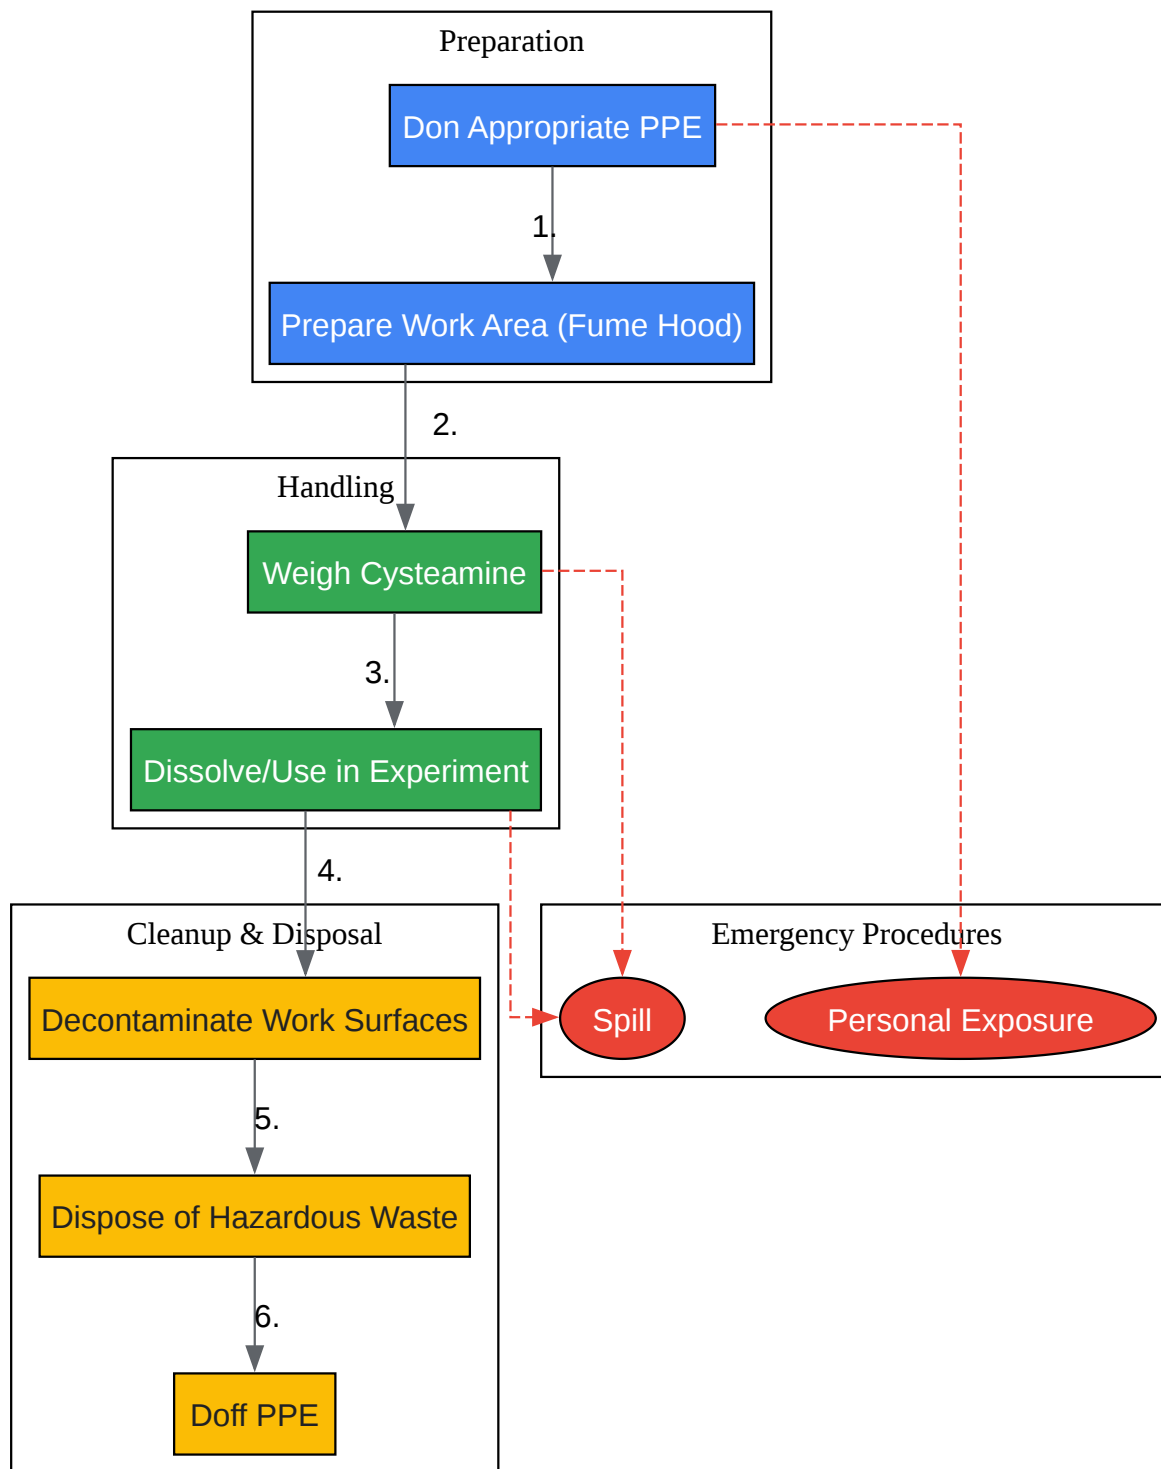 Preparation
Don Appropriate PPE
1.
Prepare Work Area (Fume Hood)
2.
Handling
Weigh Cysteamine
3.
Dissolve/Use in Experiment
4.
Cleanup & Disposal
Emergency Procedures
Decontaminate Work Surfaces
Spill
Personal Exposure
5.
Dispose of Hazardous Waste
6.
Doff PPE